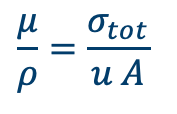 μ/ρ = σ_tot/(u A)